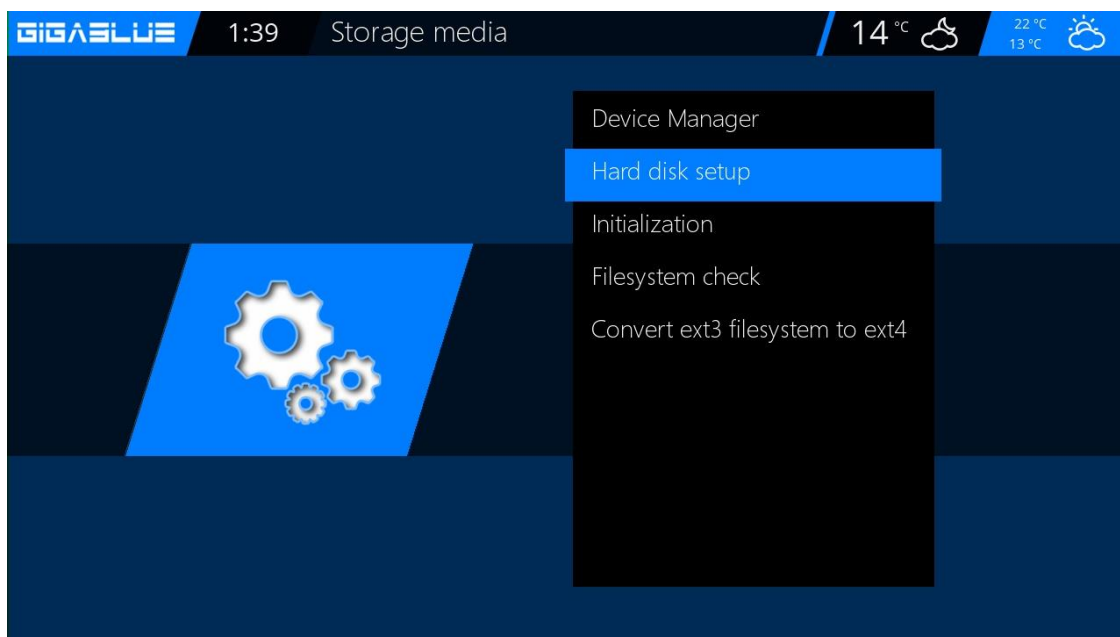 GIGABLUE 1:39 Storage media 14 °C 22 °C
13 °C
Device Manager
Hard disk setup
Initialization
Filesystem check
Convert ext3 filesystem to ext4